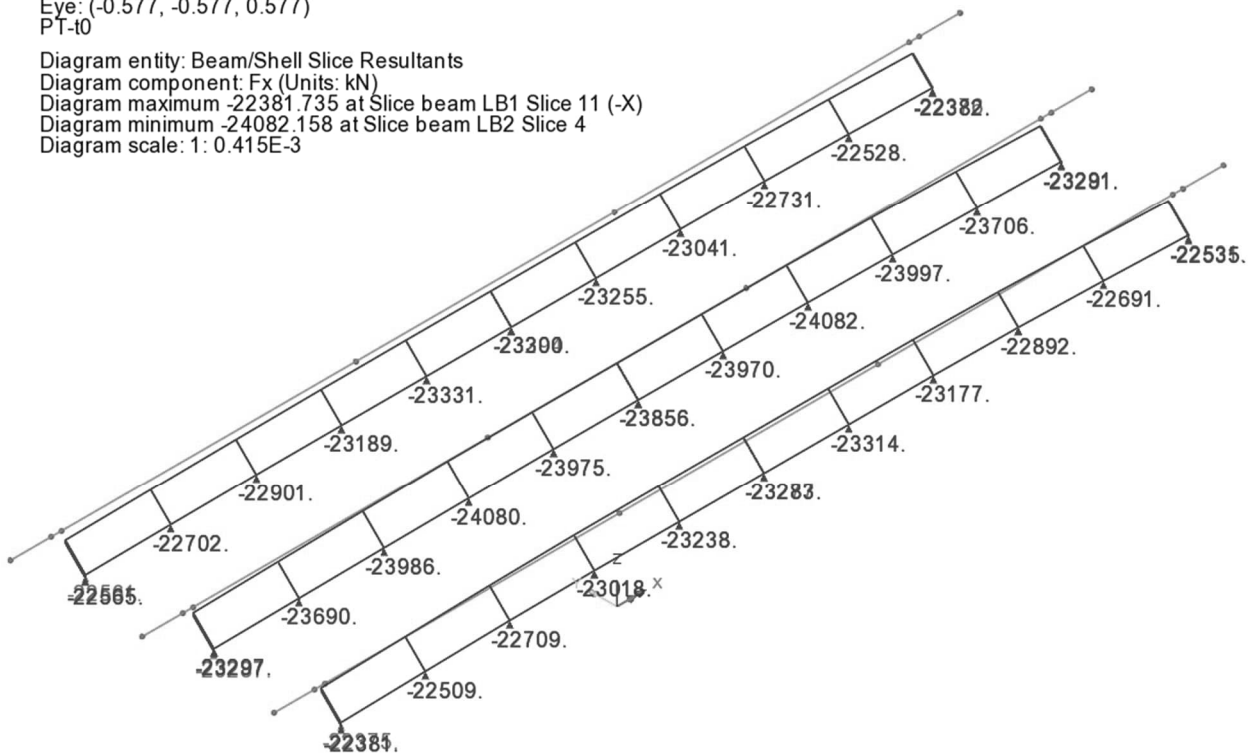 Eye: (-0.577, -0.577, 0.577)
PT-t0
Diagram entity: Beam/Shell Slice Resultants
Diagram component: Fx (Units: kN)
Diagram maximum -22381.735 at Slice beam LB1 Slice 11 (-X)
Diagram minimum -24082.158 at Slice beam LB2 Slice 4
Diagram scale: 1: 0.415E-3
-22528.
-22731.
-23291.
-23041.
-23706.
-23255.
-23997.
-22691.
-24082.
-22892.
-23331.
-23970.
-23177.
-23189.
-23856.
-23314.
-22901.
-23975.
-22702.
-24080.
-23238.
-23986.
Z
X
-23018.
-23690.
-22709.
-22509.